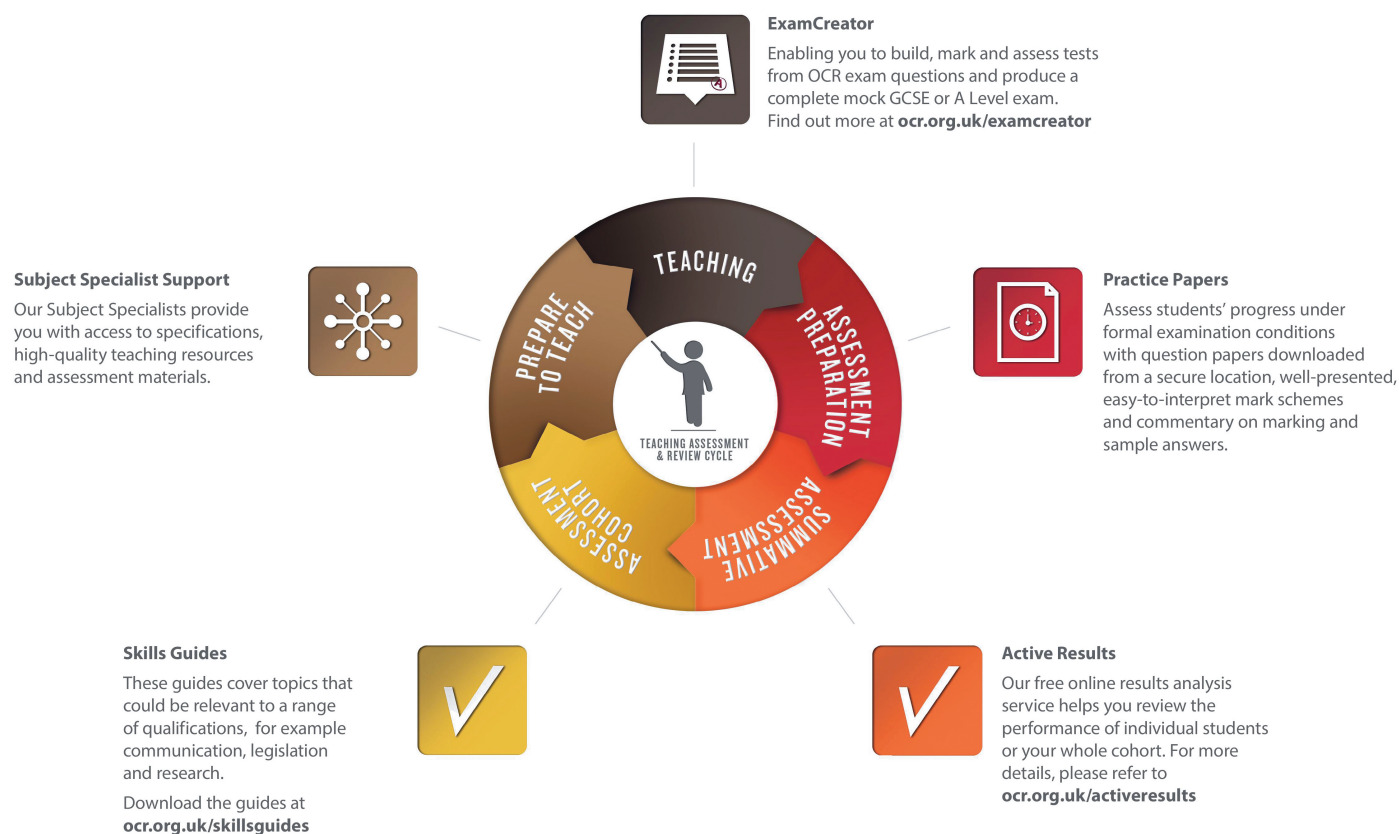 ExamCreator
Enabling you to build, mark and assess tests
from OCR exam questions and produce a
complete mock GCSE or A Level exam.
Find out more at ocr.org.uk/examcreator
Subject Specialist Support
Our Subject Specialists provide
you with access to specifications,
high-quality teaching resources
and assessment materials.
TEACHING
PREPARE
TO TEACH
ASSESSMENT
PREPARATION
TEACHING ASSESSMENT
& REVIEW CYCLE
ASSESSMENT
COHORT
SUMMATIVE
ASSESSMENT
Practice Papers
Assess students’ progress under
formal examination conditions
with question papers downloaded
from a secure location, well-presented,
easy-to-interpret mark schemes
and commentary on marking and
sample answers.
Skills Guides
These guides cover topics that
could be relevant to a range
of qualifications, for example
communication, legislation
and research.
Download the guides at
ocr.org.uk/skillsguides
Active Results
Our free online results analysis
service helps you review the
performance of individual students
or your whole cohort. For more
details, please refer to
ocr.org.uk/activeresults
A